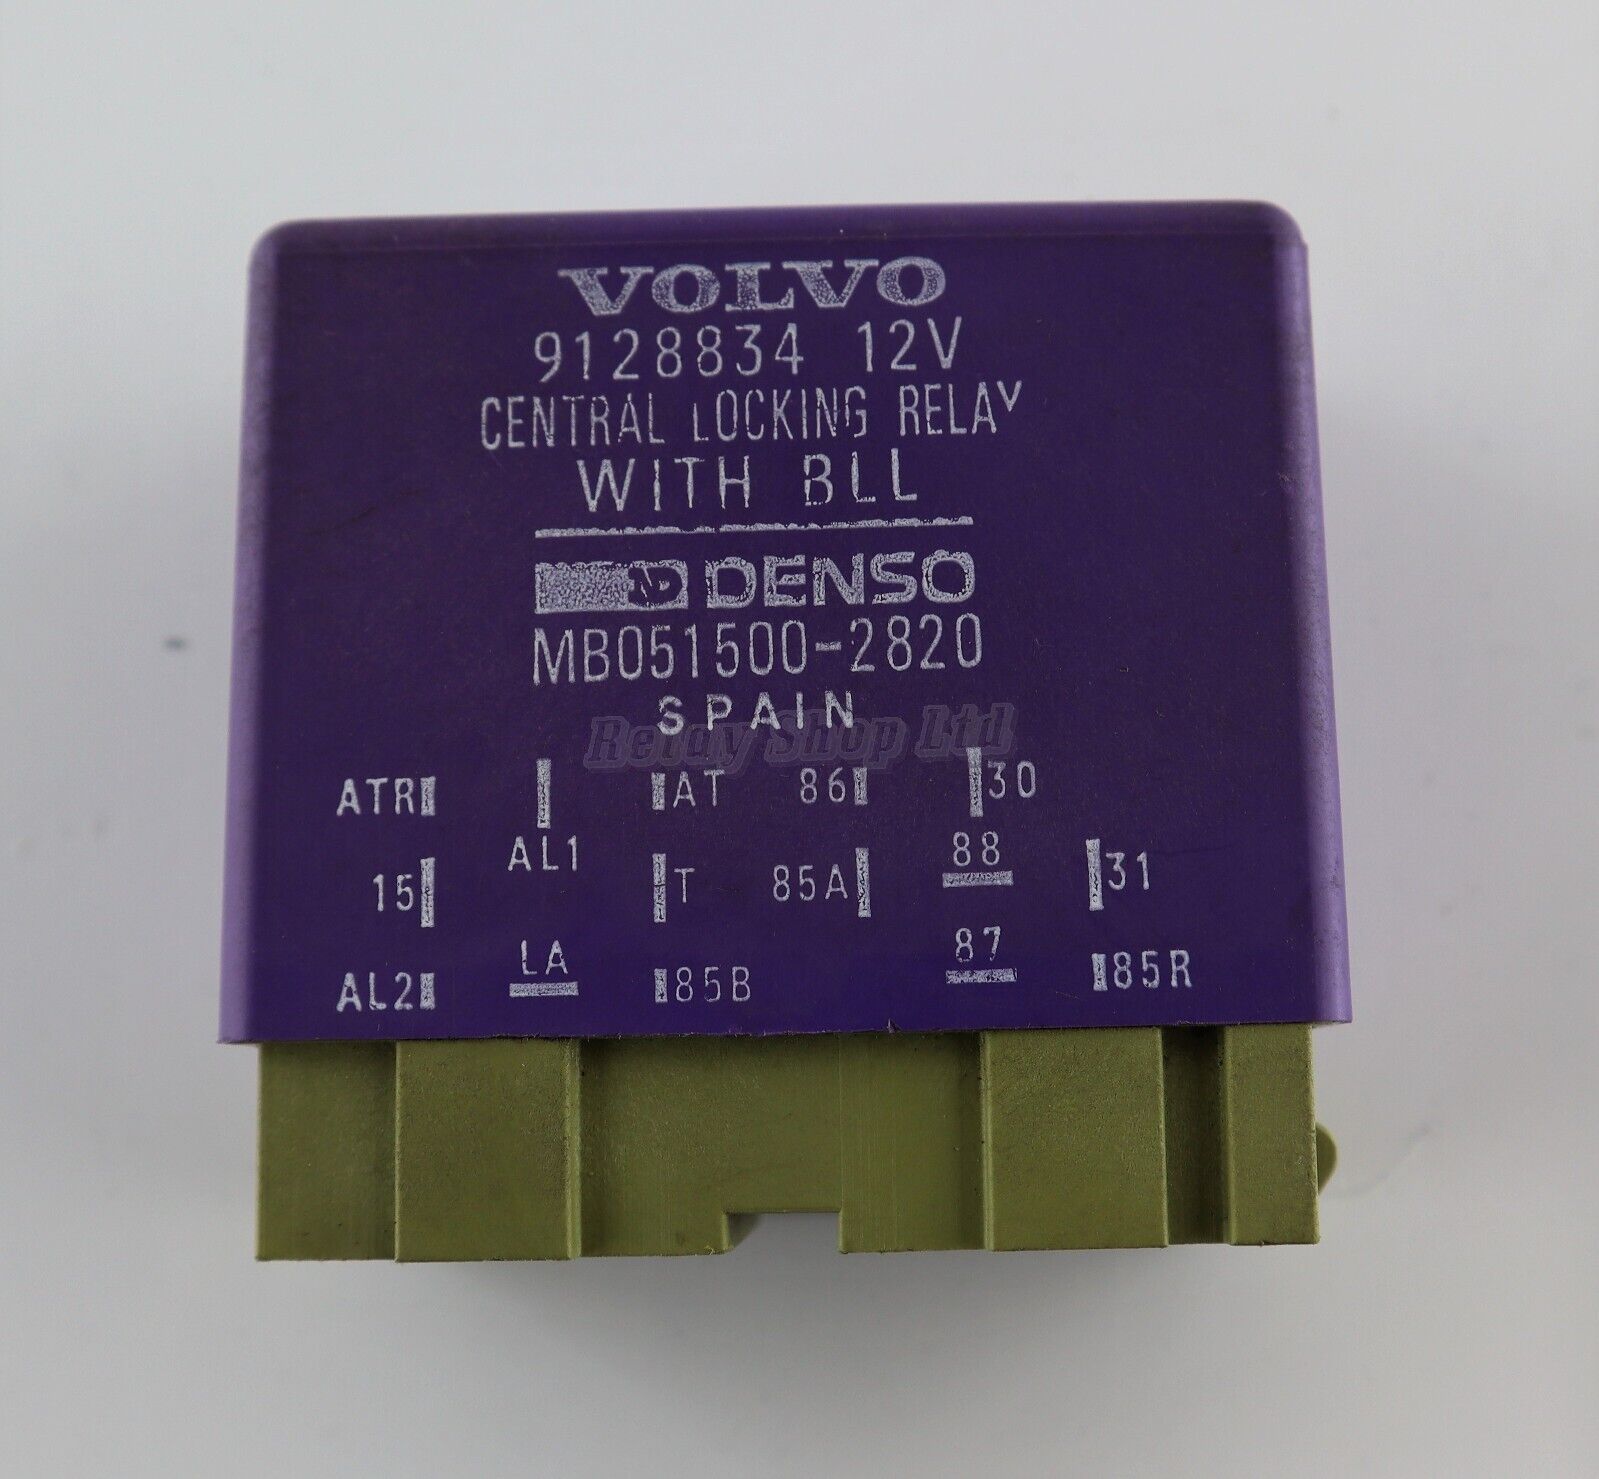 VOLVO
9128834 12V
CENTRAL LOCKING RELAY
WITH BLL
ND DENSO
MB051500-2820
SPAIN
Relay Shop Ltd
ATR AL1 AT 86 30
15 T 85A 88 31
AL2 LA 85B 87 85R